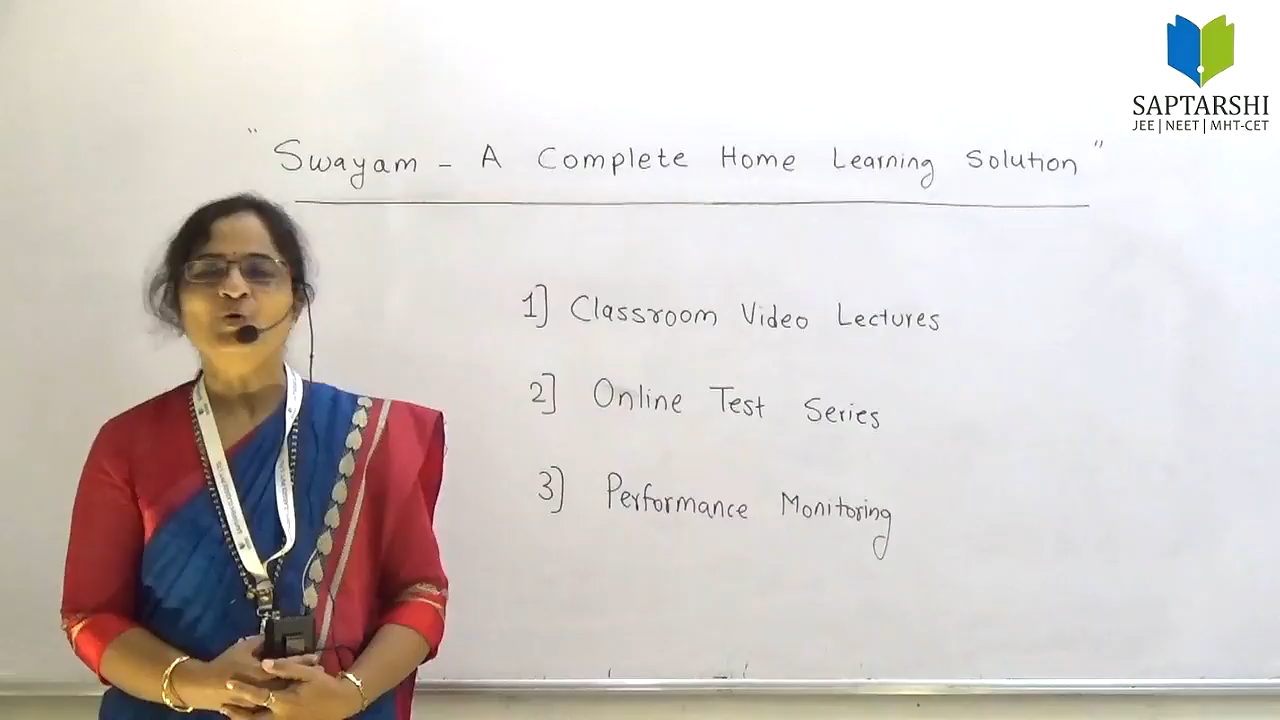 SAPTARSHI
JEE | NEET | MHT-CET
"Swayam - A Complete Home Learning Solution"
1] Classroom Video Lectures
2] Online Test Series
3] Performance Monitoring